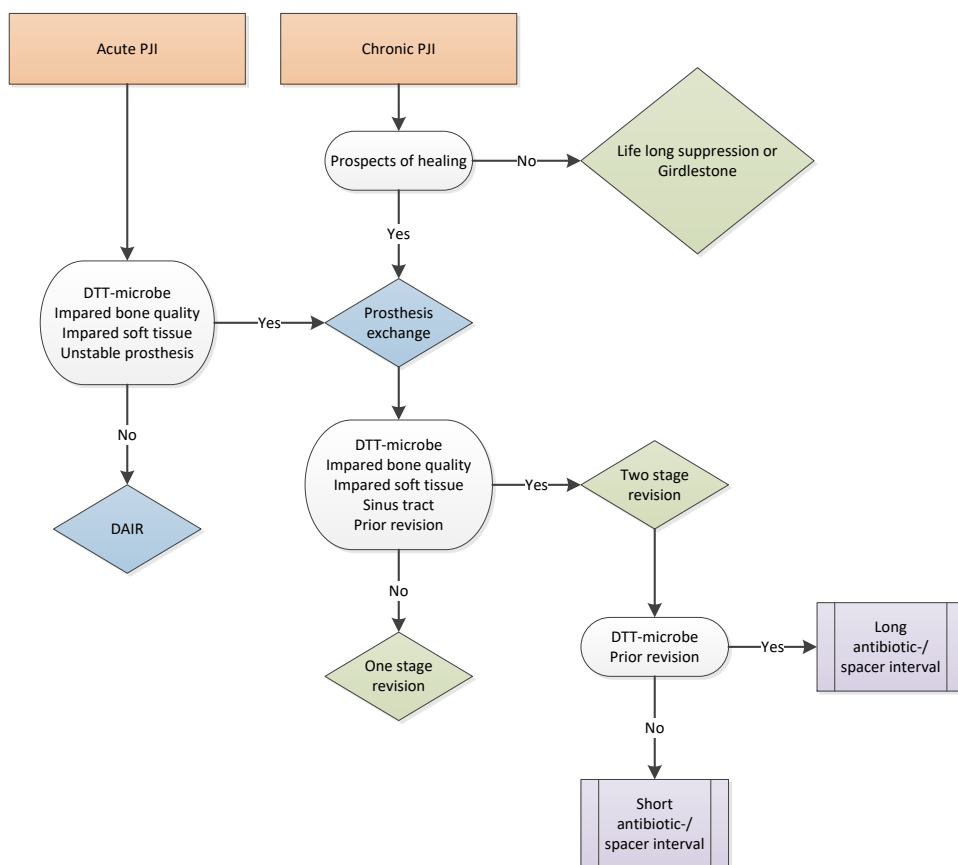 Acute PJI
Chronic PJI
Prospects of healing
No
Life long suppression or
Girdlestone
Yes
DTT-microbe
Impared bone quality
Impared soft tissue
Unstable prosthesis
Yes
Prosthesis
exchange
No
DAIR
DTT-microbe
Impared bone quality
Impared soft tissue
Sinus tract
Prior revision
Yes
Two stage
revision
No
One stage
revision
DTT-microbe
Prior revision
Yes
Long
antibiotic-/
spacer interval
No
Short
antibiotic-/
spacer interval